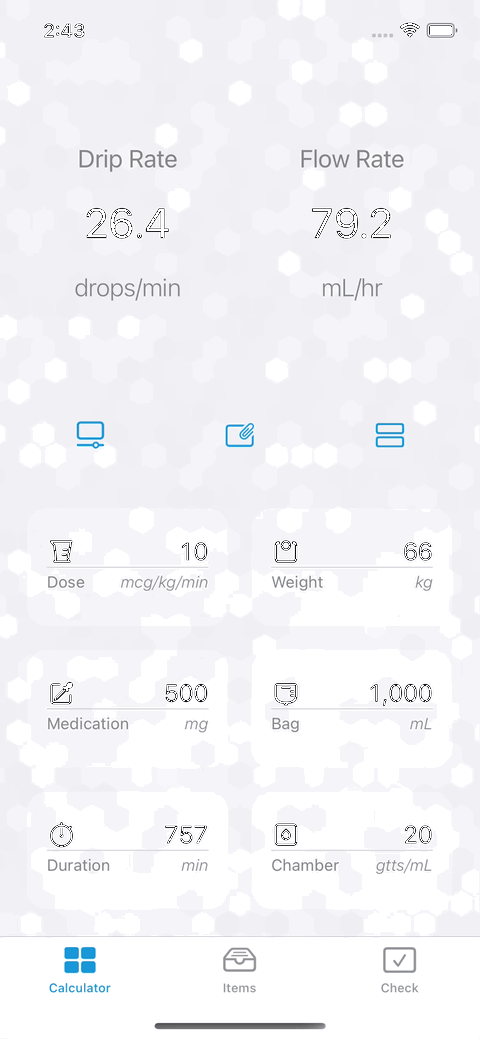 2:43
Drip Rate
Flow Rate
26.4
79.2
drops/min
mL/hr
10
66
Dose mcg/kg/min
Weight kg
500
1,000
Medication mg
Bag mL
757
20
Duration min
Chamber gtts/mL
Calculator
Items
Check